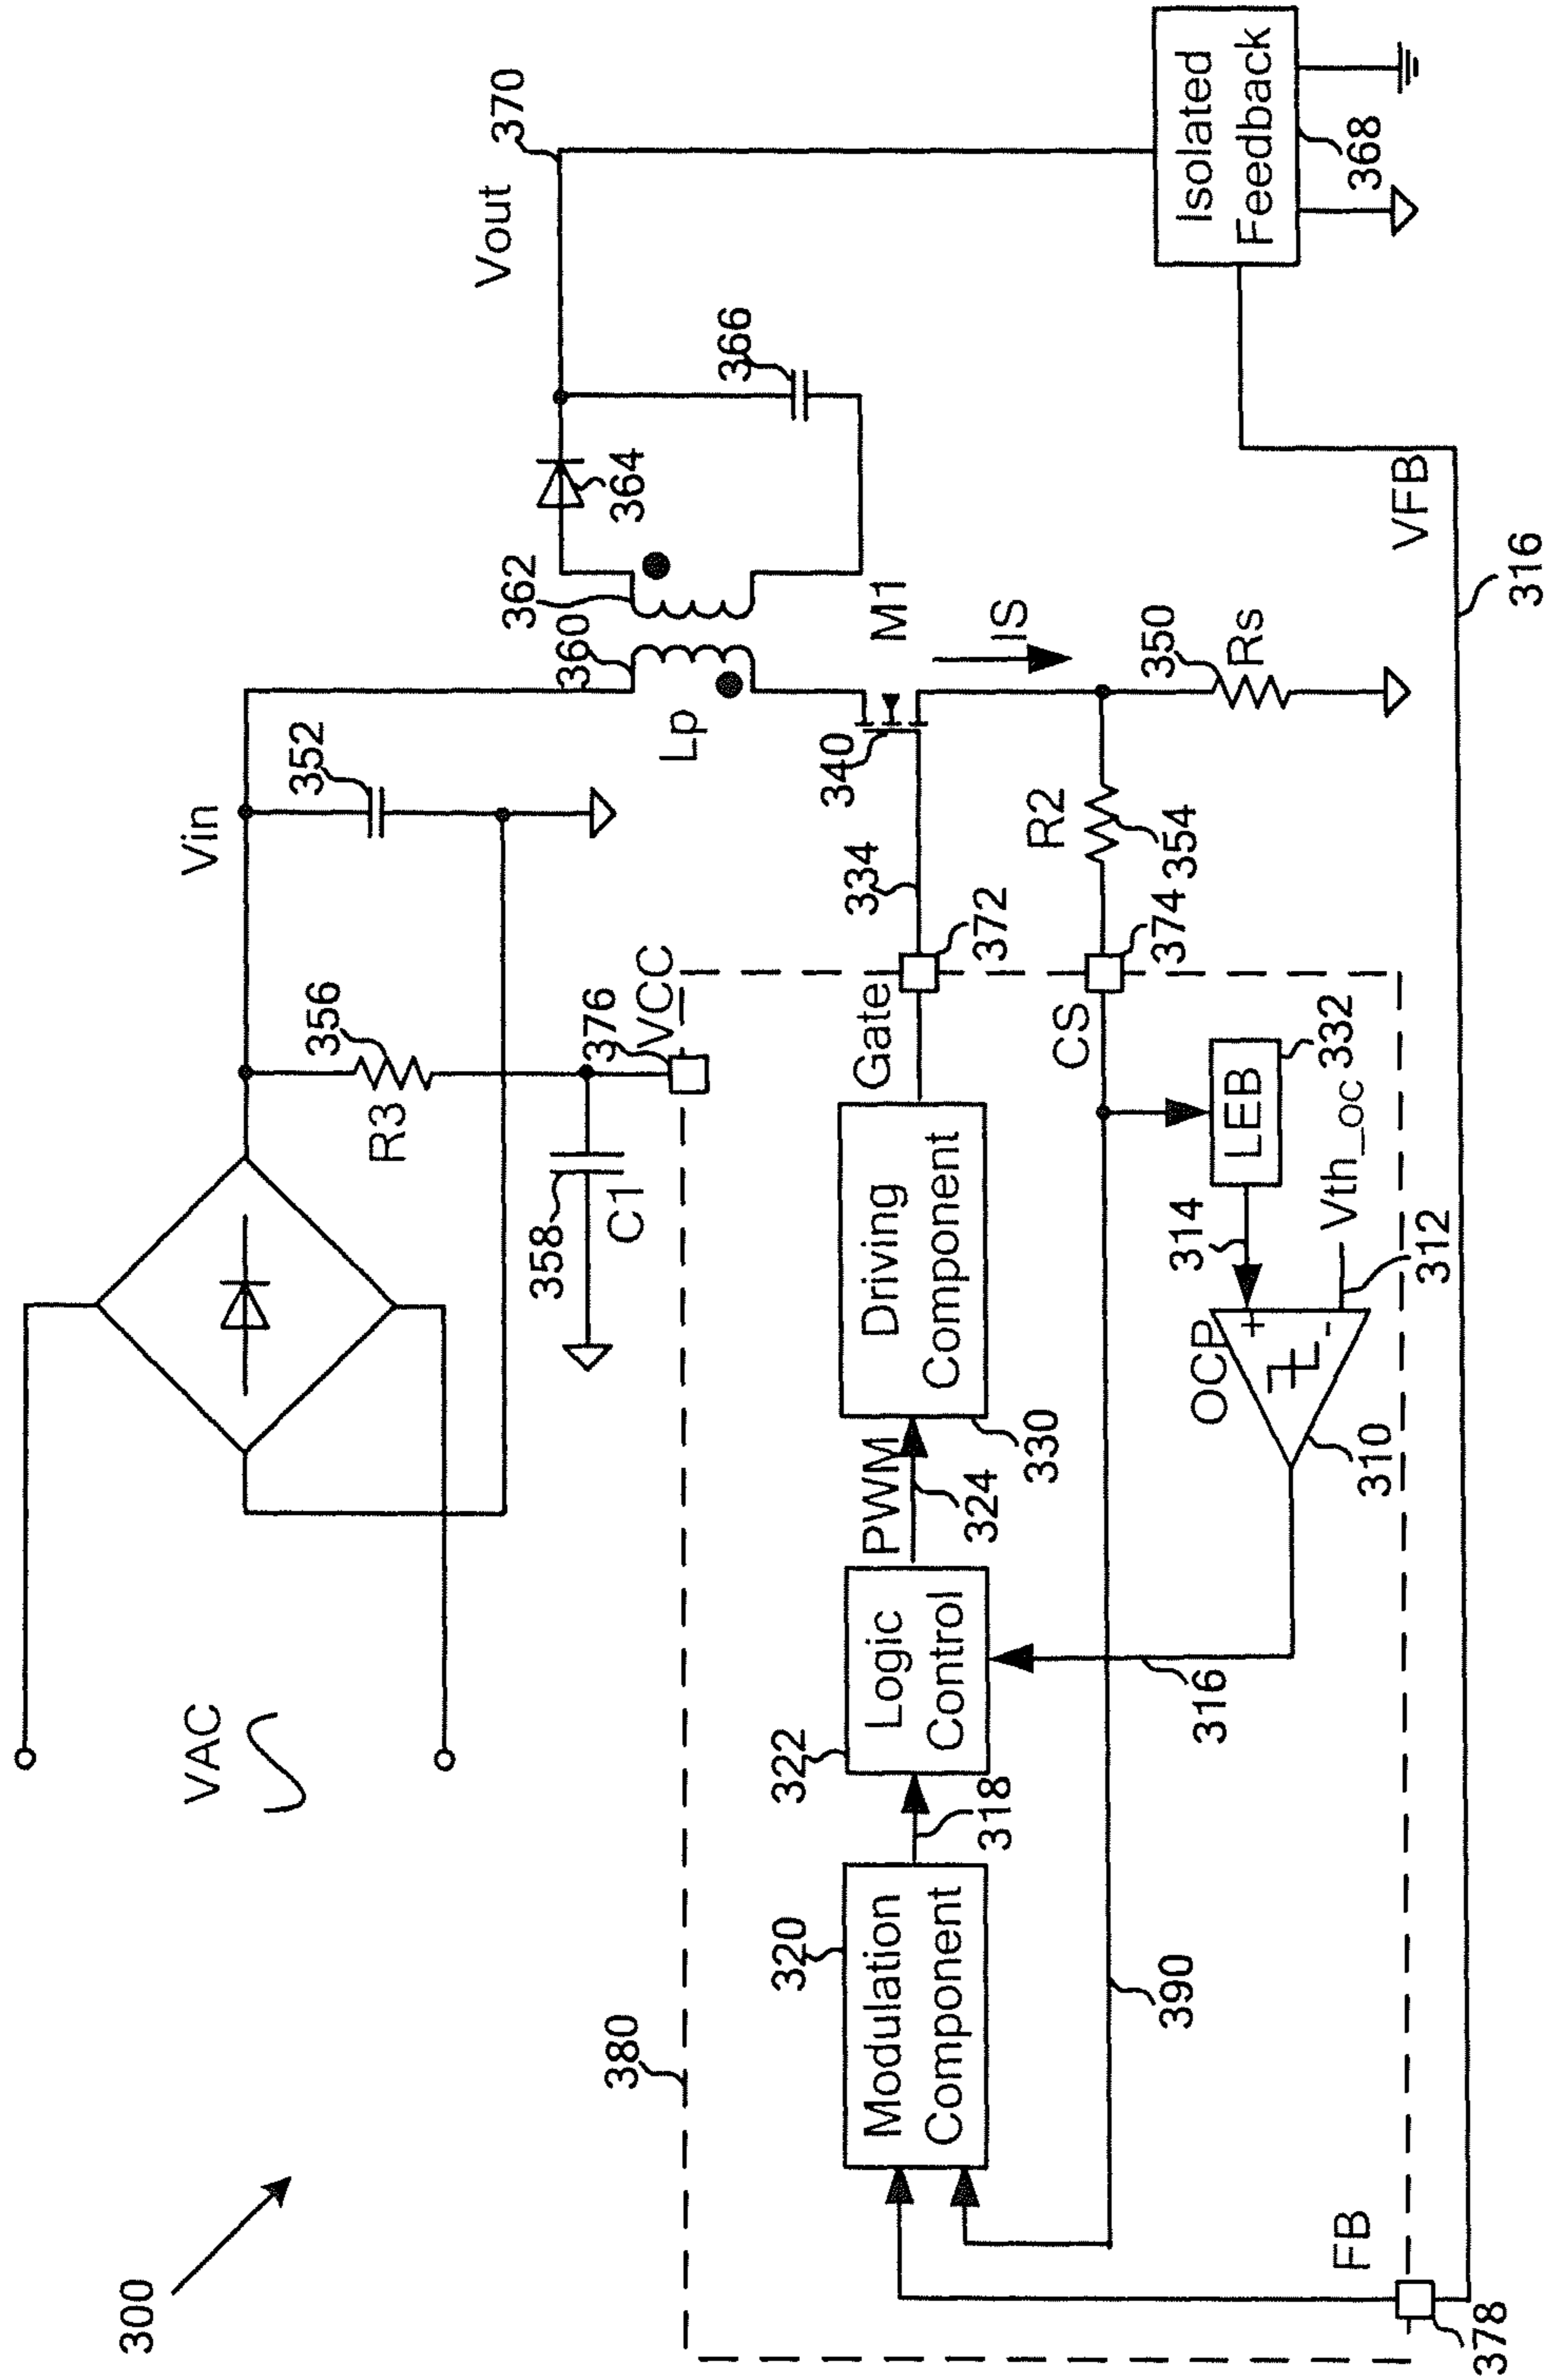 300
VAC
Vin
352
356
R3
358
C1
376
VCC
360
362
Lp
364
366
Vout
370
M1
340
334
IS
350
Rs
R2
354
374
372
Gate
CS
380
320
Modulation
Component
318
322
Logic
Control
PWM
324
Driving
Component
330
390
316
LEB
332
314
Vth_oc
312
OCP
+
-
310
FB
378
VFB
316
Isolated
Feedback
368